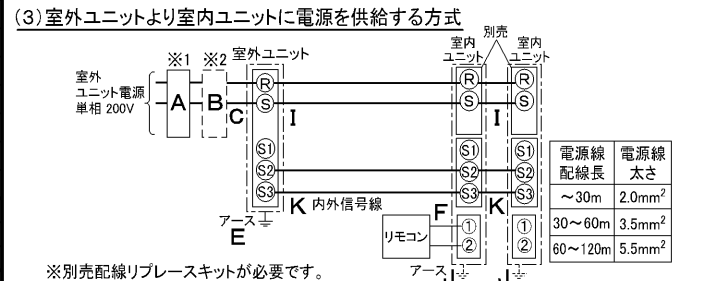 (3)室外ユニットより室内ユニットに電源を供給する方式
※1 ※2 室外ユニット
別売
室内
ユニット
室内
ユニット
室外
ユニット電源
単相 200V
A B C
R
S
S1
S2
S3
I
R
S
S1
S2
S3
I
R
S
S1
S2
S3
K 内外信号線
K
アース
E
F
リモコン
①
②
①
②
アース
J
J
電源線
配線長
電源線
太さ
～30m 2.0mm²
30～60m 3.5mm²
60～120m 5.5mm²
※別売配線リプレースキットが必要です。